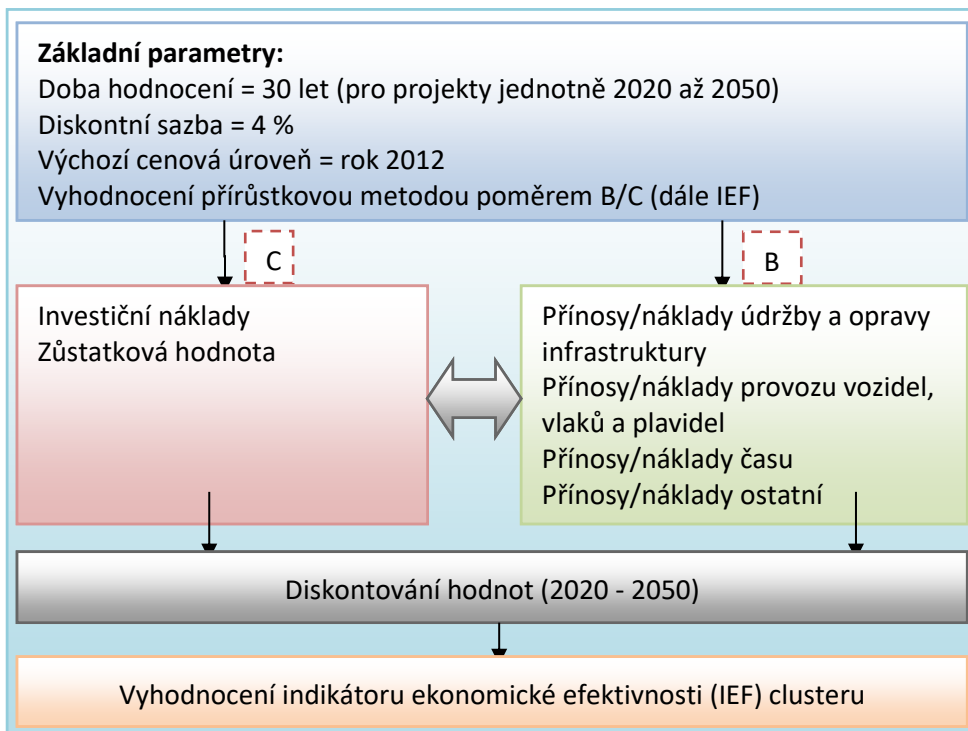 Základní parametry:
Doba hodnocení = 30 let (pro projekty jednotně 2020 až 2050)
Diskontní sazba = 4 %
Výchozí cenová úroveň = rok 2012
Vyhodnocení přírůstkovou metodou poměrem B/C (dále IEF)
C
B
Investiční náklady
Zůstatková hodnota
Přínosy/náklady údržby a opravy
infrastruktury
Přínosy/náklady provozu vozidel,
vlaků a plavidel
Přínosy/náklady času
Přínosy/náklady ostatní
Diskontování hodnot (2020 - 2050)
Vyhodnocení indikátoru ekonomické efektivnosti (IEF) clusteru